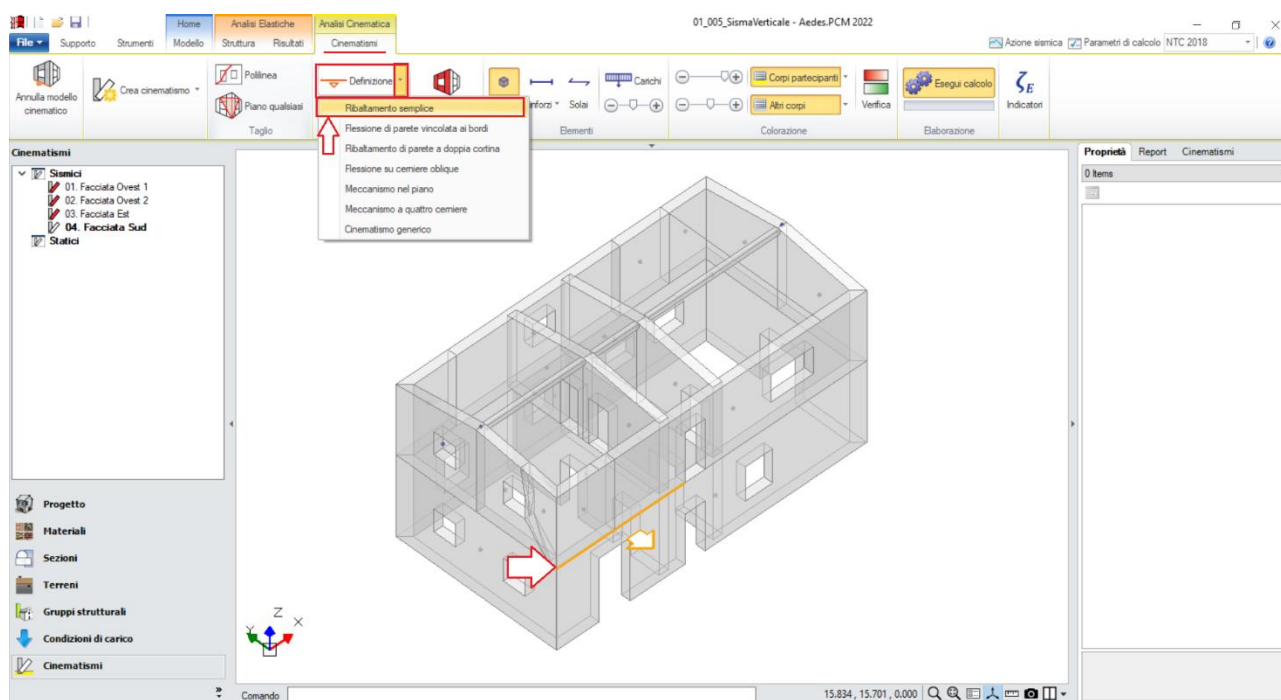 Home
Analisi Elastiche
Analisi Cinematica
01_005_SismaVerticale - Aedes.PCM 2022
File
Supporto
Strumenti
Modello
Struttura
Risultati
Cinematismi
Azione sismica
Parametri di calcolo
NTC 2018
Annulla modello
cinematico
Crea cinematismo
Polilinea
Piano qualsiasi
Taglio
Definizione
Solai
Carichi
Elementi
Corpi partecipanti
Altri corpi
Colorazione
Verifica
Esegui calcolo
Elaborazione
ζE
Indicatori
Ribaltamento semplice
Flessione di parete vincolata ai bordi
Ribaltamento di parete a doppia cortina
Flessione su cerniere oblique
Meccanismo nel piano
Meccanismo a quattro cerniere
Cinematismo generico
Cinematismi
Sismici
01. Facciata Ovest 1
02. Facciata Ovest 2
03. Facciata Est
04. Facciata Sud
Statici
Proprietà
Report
Cinematismi
0 Items
Progetto
Materiali
Sezioni
Terreni
Gruppi strutturali
Condizioni di carico
Cinematismi
Z
X
Y
Comando
15.834 , 15.701 , 0.000